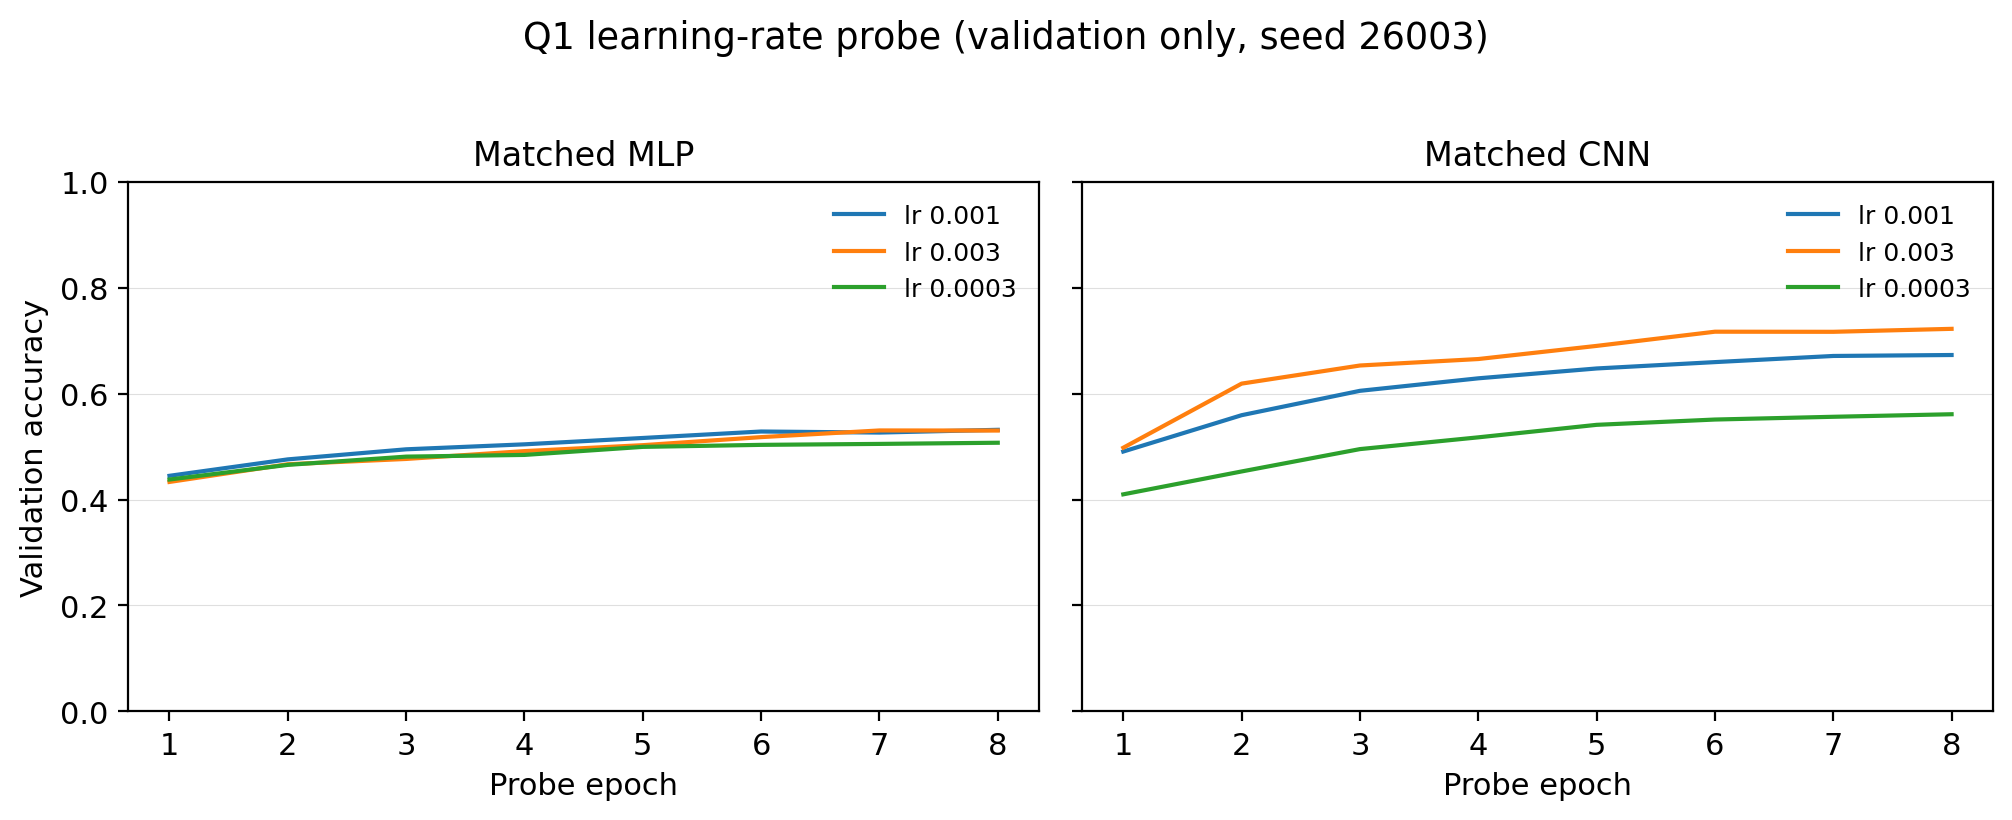 Q1 learning-rate probe (validation only, seed 26003)
Matched MLP
Matched CNN
1.0
0.8
0.6
0.4
0.2
0.0
Validation accuracy
lr 0.001
lr 0.003
lr 0.0003
lr 0.001
lr 0.003
lr 0.0003
1 2 3 4 5 6 7 8
1 2 3 4 5 6 7 8
Probe epoch
Probe epoch